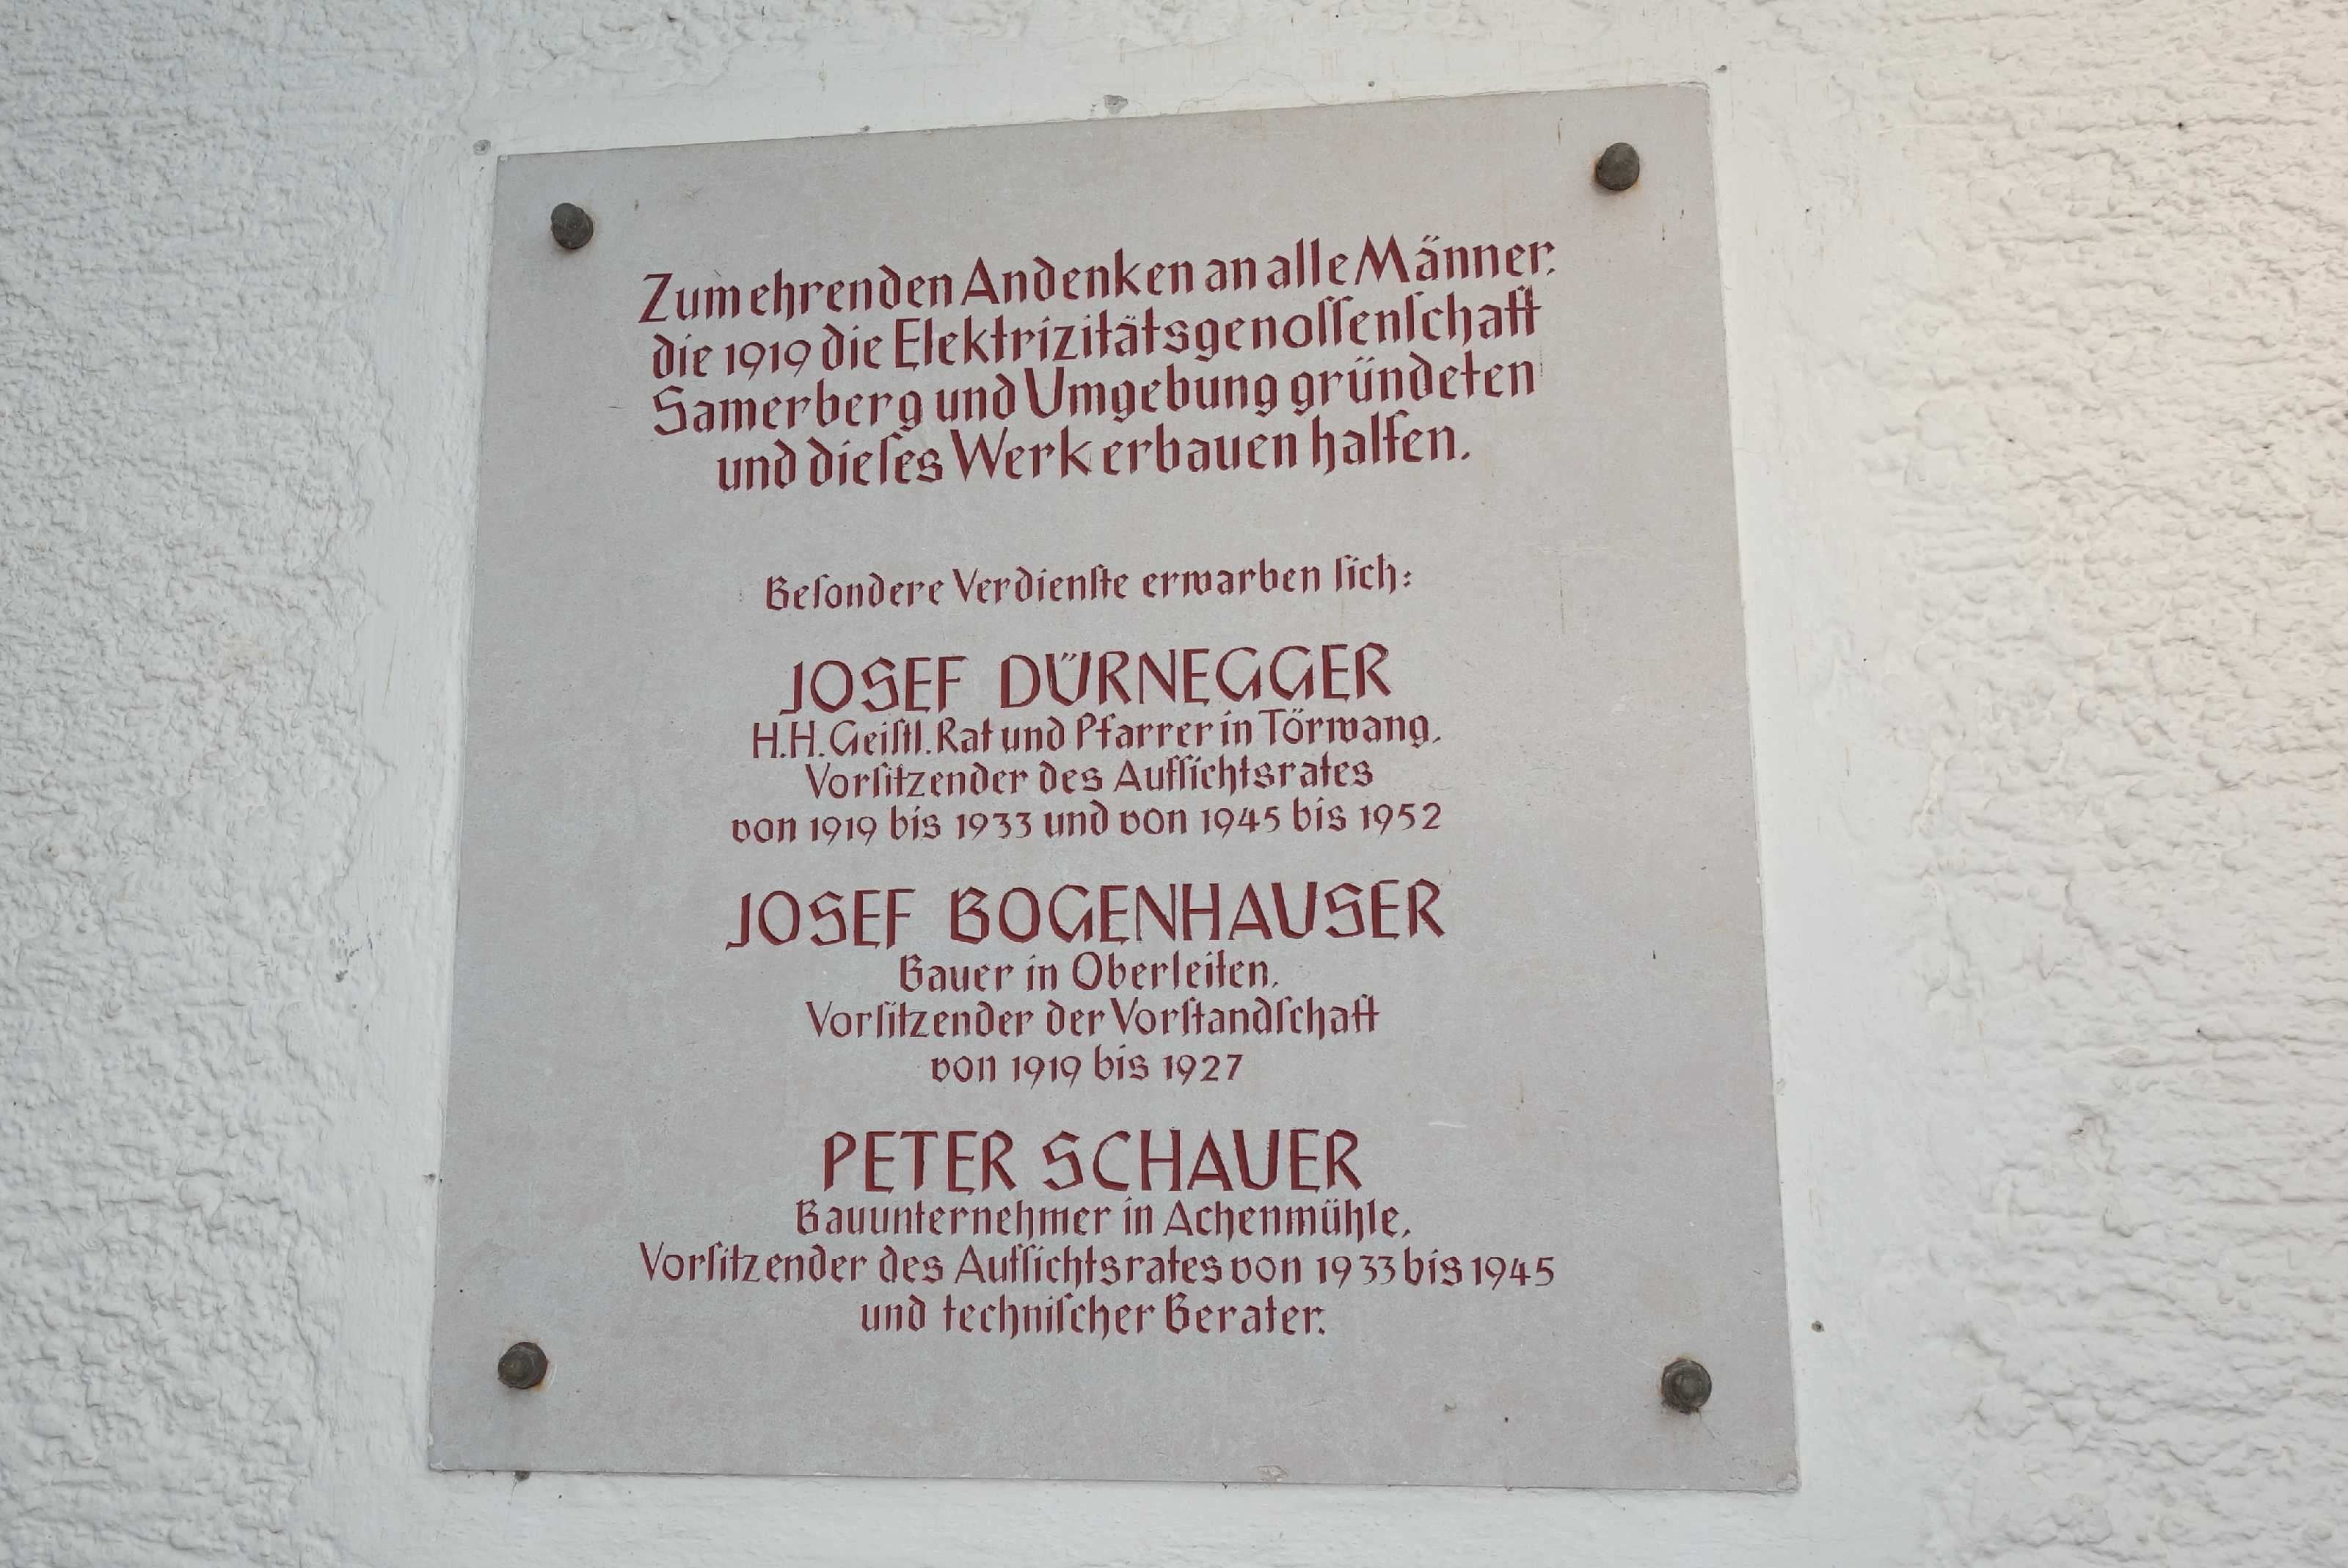 Zum ehrenden Andenken an alle Männer,
die 1919 die Elektrizitätsgenoſſenſchaft
Samerberg und Umgebung gründeten
und dieſes Werk erbauen halfen.
Beſondere Verdienſte erwarben ſich:
JOSEF DÜRNEGGER
H.H. Geiſtl. Rat und Pfarrer in Törwang,
Vorſitzender des Aufſichtsrates
von 1919 bis 1933 und von 1945 bis 1952
JOSEF BOGENHAUSER
Bauer in Oberleiten,
Vorſitzender der Vorſtandſchaft
von 1919 bis 1927
PETER SCHAUER
Bauunternehmer in Achenmühle,
Vorſitzender des Aufſichtsrates von 1933 bis 1945
und techniſcher Berater.